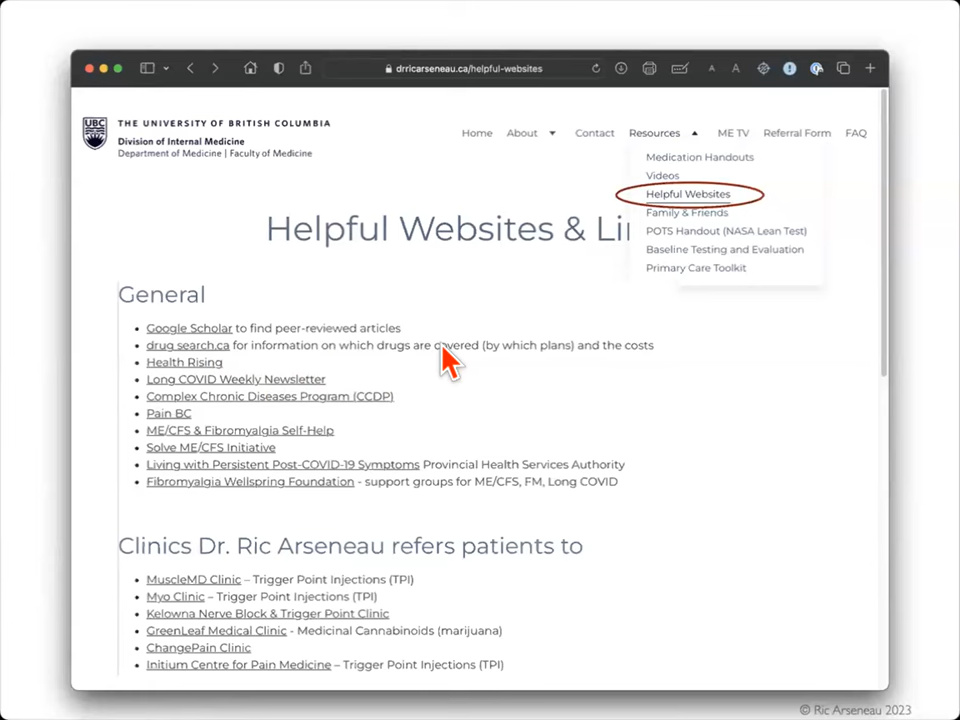 drricarseneau.ca/helpful-websites
A A
UBC
THE UNIVERSITY OF BRITISH COLUMBIA
Division of Internal Medicine
Department of Medicine | Faculty of Medicine
Home About Contact Resources ME TV Referral Form FAQ
Medication Handouts
Videos
Helpful Websites
Family & Friends
POTS Handout (NASA Lean Test)
Baseline Testing and Evaluation
Primary Care Toolkit
Helpful Websites & Li
General
• Google Scholar to find peer-reviewed articles
• drug search.ca for information on which drugs are covered (by which plans) and the costs
• Health Rising
• Long COVID Weekly Newsletter
• Complex Chronic Diseases Program (CCDP)
• Pain BC
• ME/CFS & Fibromyalgia Self-Help
• Solve ME/CFS Initiative
• Living with Persistent Post-COVID-19 Symptoms Provincial Health Services Authority
• Fibromyalgia Wellspring Foundation - support groups for ME/CFS, FM, Long COVID
Clinics Dr. Ric Arseneau refers patients to
• MuscleMD Clinic – Trigger Point Injections (TPI)
• Myo Clinic – Trigger Point Injections (TPI)
• Kelowna Nerve Block & Trigger Point Clinic
• GreenLeaf Medical Clinic - Medicinal Cannabinoids (marijuana)
• ChangePain Clinic
• Initium Centre for Pain Medicine – Trigger Point Injections (TPI)
© Ric Arseneau 2023